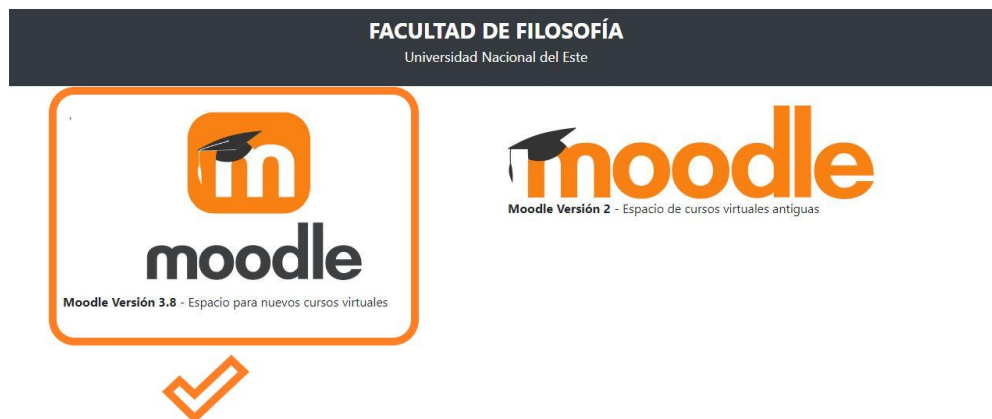 FACULTAD DE FILOSOFÍA
Universidad Nacional del Este
m
moodle
Moodle Versión 3.8 - Espacio para nuevos cursos virtuales
moodle
Moodle Versión 2 - Espacio de cursos virtuales antiguas